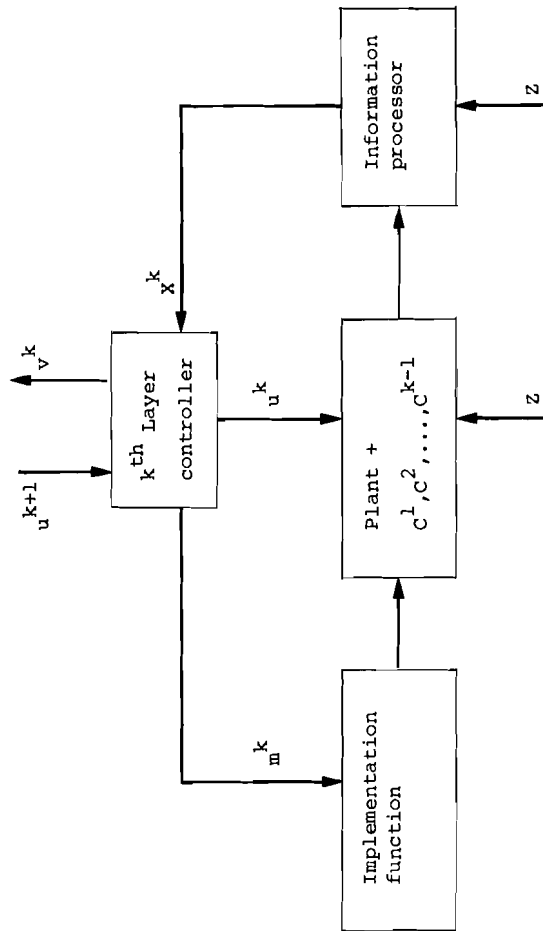 u^k+1
v^k
k^th Layer
controller
x^k
m^k
u^k
Implementation
function
Plant +
c^1,c^2,...,c^k-1
Information
processor
Z
Z